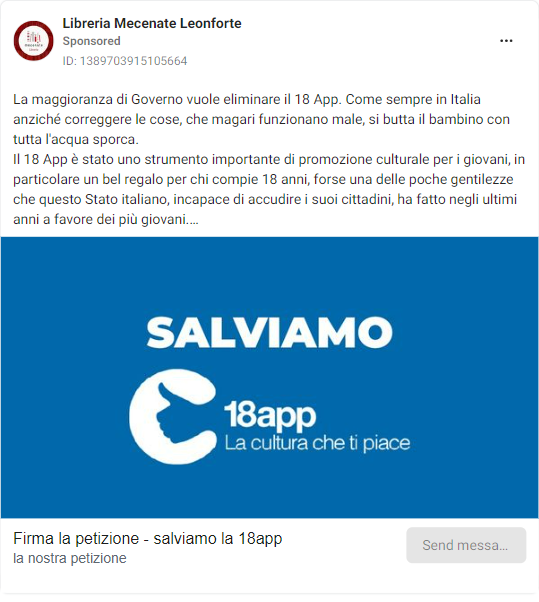 Libreria Mecenate Leonforte
Sponsored
ID: 1389703915105664
La maggioranza di Governo vuole eliminare il 18 App. Come sempre in Italia
anziché correggere le cose, che magari funzionano male, si butta il bambino con
tutta l'acqua sporca.
Il 18 App è stato uno strumento importante di promozione culturale per i giovani, in
particolare un bel regalo per chi compie 18 anni, forse una delle poche gentilezze
che questo Stato italiano, incapace di accudire i suoi cittadini, ha fatto negli ultimi
anni a favore dei più giovani....
SALVIAMO
18app
La cultura che ti piace
Firma la petizione - salviamo la 18app
la nostra petizione
Send messa...